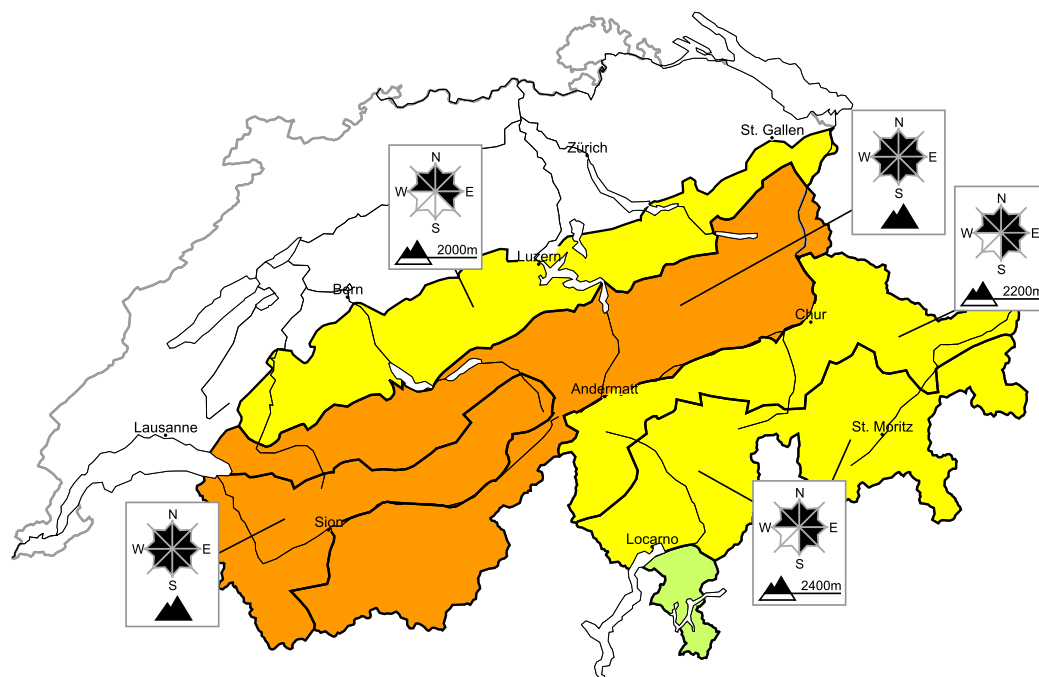 St. Gallen
Zürich
N
W E
S
N
W E
S
2000m
N
W E
S
2200m
Luzern
Bern
Chur
Andermatt
Lausanne
St. Moritz
N
W E
S
Sion
N
W E
S
2400m
Locarno